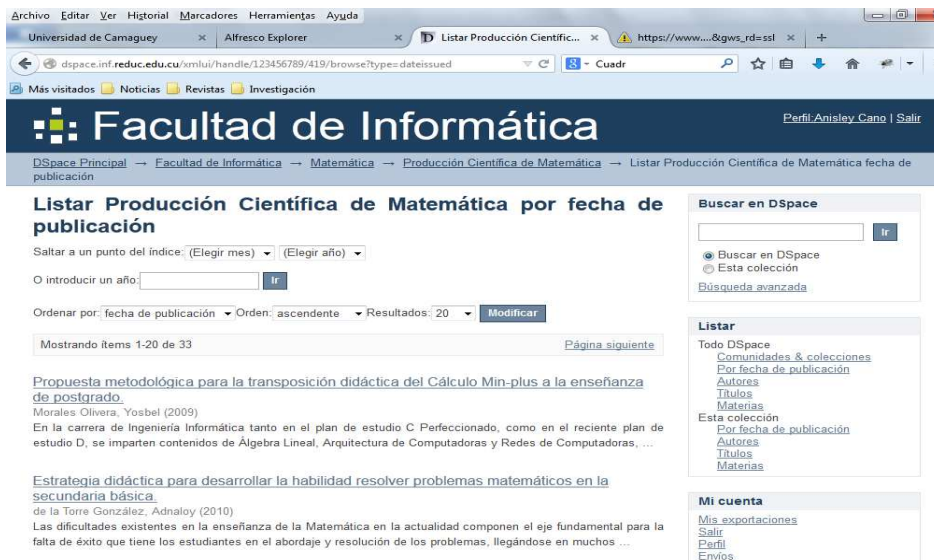 Archivo Editar Ver Historial Marcadores Herramientas Ayuda
Universidad de Camaguey × Alfresco Explorer × Listar Producción Científic... × https://www....&gws_rd=ssl × +
dspace.inf.reduc.edu.cu/xmlui/handle/123456789/419/browse?type=dateissued 8 Cuadr
Más visitados Noticias Revistas Investigación
Facultad de Informática
Perfil:Anisley Cano | Salir
DSpace Principal → Facultad de Informática → Matemática → Producción Científica de Matemática → Listar Producción Científica de Matemática fecha de
publicación
Listar Producción Científica de Matemática por fecha de
publicación
Saltar a un punto del índice: (Elegir mes) (Elegir año)
O introducir un año: Ir
Ordenar por: fecha de publicación Orden: ascendente Resultados: 20 Modificar
Mostrando ítems 1-20 de 33 Página siguiente
Propuesta metodológica para la transposición didáctica del Cálculo Min-plus a la enseñanza
de postgrado.
Morales Olivera, Yosbel (2009)
En la carrera de Ingeniería Informática tanto en el plan de estudio C Perfeccionado, como en el reciente plan de
estudio D, se imparten contenidos de Álgebra Lineal, Arquitectura de Computadoras y Redes de Computadoras, ...
Estrategia didáctica para desarrollar la habilidad resolver problemas matemáticos en la
secundaria básica.
de la Torre González, Adnaloy (2010)
Las dificultades existentes en la enseñanza de la Matemática en la actualidad componen el eje fundamental para la
falta de éxito que tiene los estudiantes en el abordaje y resolución de los problemas, llegándose en muchos ...
Buscar en DSpace
Ir
Buscar en DSpace
Esta colección
Búsqueda avanzada
Listar
Todo DSpace
Comunidades & colecciones
Por fecha de publicación
Autores
Títulos
Materias
Esta colección
Por fecha de publicación
Autores
Títulos
Materias
Mi cuenta
Mis exportaciones
Salir
Perfil
Envíos